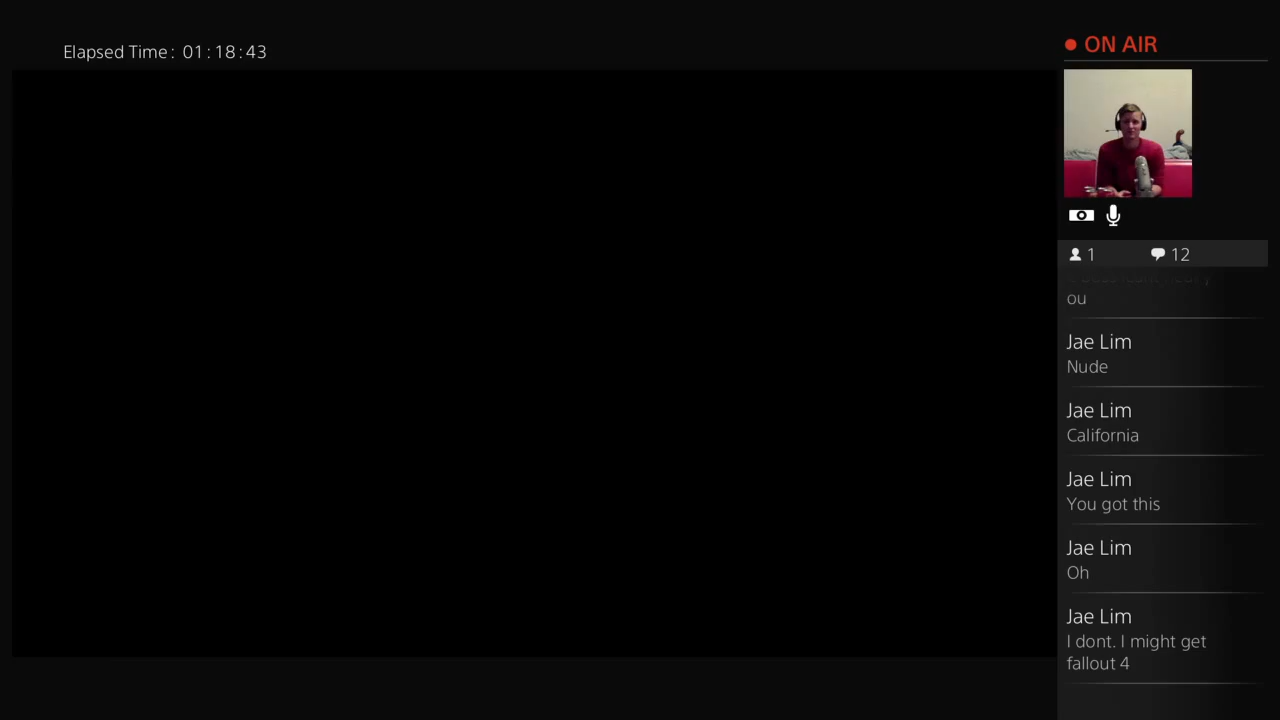 Elapsed Time: 01:18:43
ON AIR
1 12
ou
Jae Lim
Nude
Jae Lim
California
Jae Lim
You got this
Jae Lim
Oh
Jae Lim
I dont. I might get
fallout 4